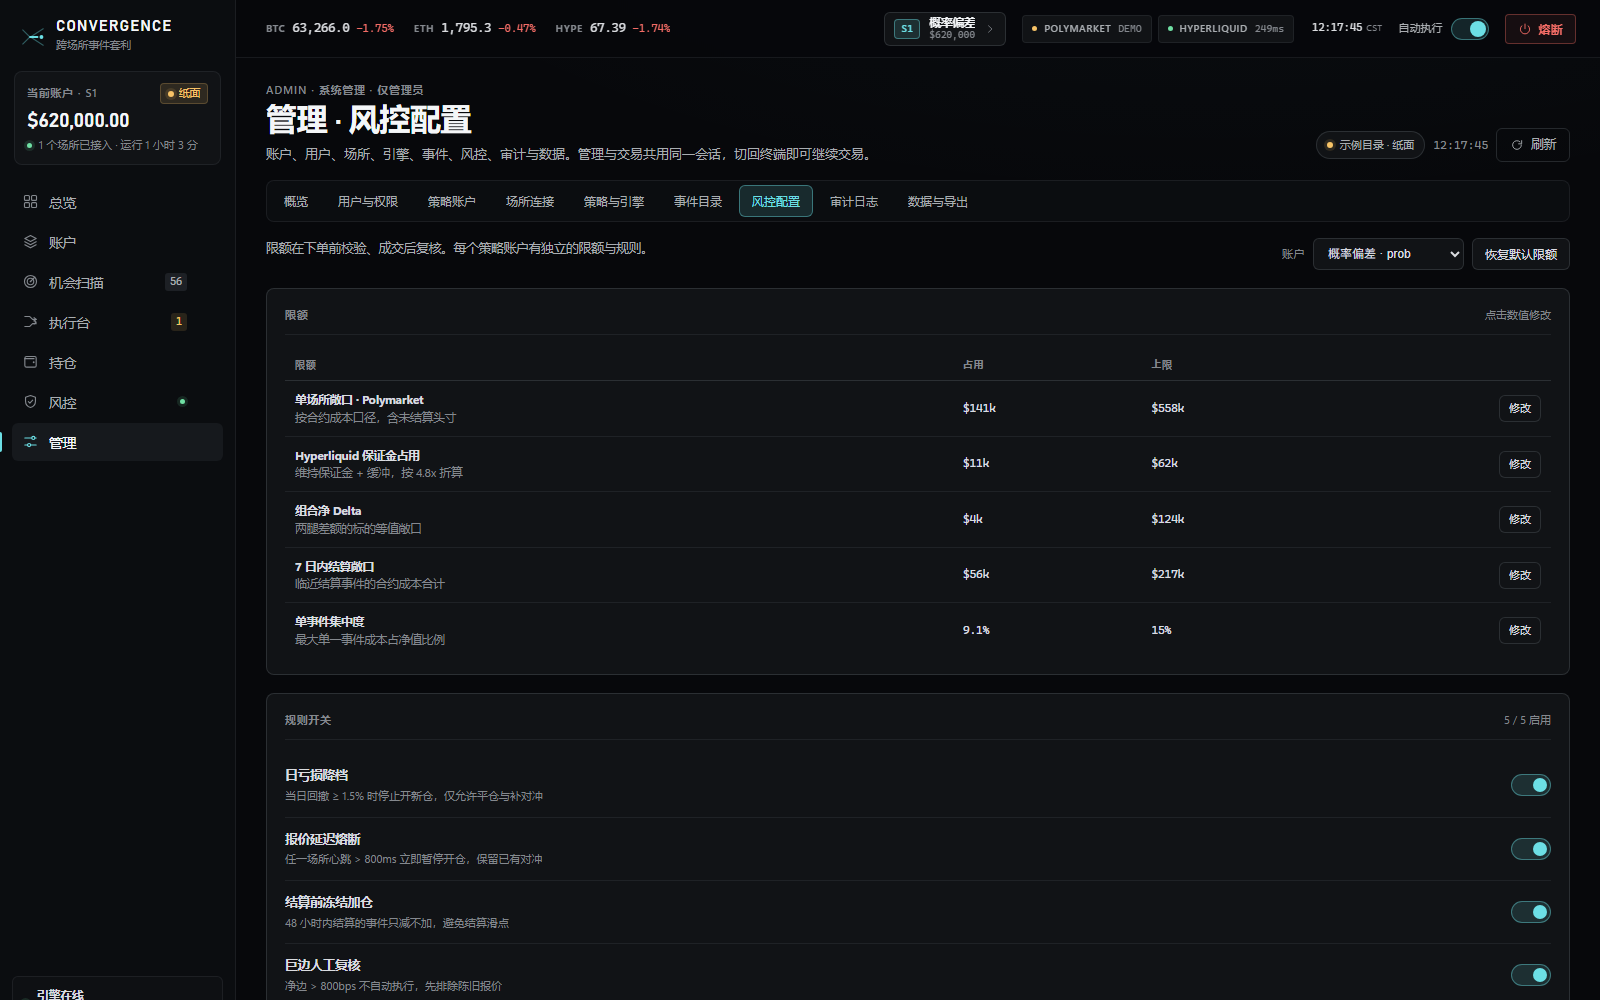 CONVERGENCE
跨场所事件套利
BTC 63,266.0 -1.75% ETH 1,795.3 -0.47% HYPE 67.39 -1.74%
S1 概率偏差 $620,000
POLYMARKET DEMO
HYPERLIQUID 249ms
12:17:45 CST
自动执行
熔断
当前账户 · S1
纸面
$620,000.00
1 个场所已接入 · 运行 1 小时 3 分
总览
账户
机会扫描 56
执行台 1
持仓
风控
管理
引擎在线
ADMIN · 系统管理 · 仅管理员
管理 · 风控配置
账户、用户、场所、引擎、事件、风控、审计与数据。管理与交易共用同一会话，切回终端即可继续交易。
示例目录 · 纸面
12:17:45
刷新
概览 用户与权限 策略账户 场所连接 策略与引擎 事件目录 风控配置 审计日志 数据与导出
限额在下单前校验、成交后复核。每个策略账户有独立的限额与规则。
账户 概率偏差 · prob
恢复默认限额
限额
点击数值修改
限额 占用 上限
单场所敞口 · Polymarket
按合约成本口径，含未结算头寸
$141k $558k 修改
Hyperliquid 保证金占用
维持保证金 + 缓冲，按 4.8x 折算
$11k $62k 修改
组合净 Delta
两腿差额的标的等值敞口
$4k $124k 修改
7 日内结算敞口
临近结算事件的合约成本合计
$56k $217k 修改
单事件集中度
最大单一事件成本占净值比例
9.1% 15% 修改
规则开关
5 / 5 启用
日亏损降档
当日回撤 ≥ 1.5% 时停止开新仓，仅允许平仓与补对冲
报价延迟熔断
任一场所心跳 > 800ms 立即暂停开仓，保留已有对冲
结算前冻结加仓
48 小时内结算的事件只减不加，避免结算滑点
巨边人工复核
净边 > 800bps 不自动执行，先排除陈旧报价